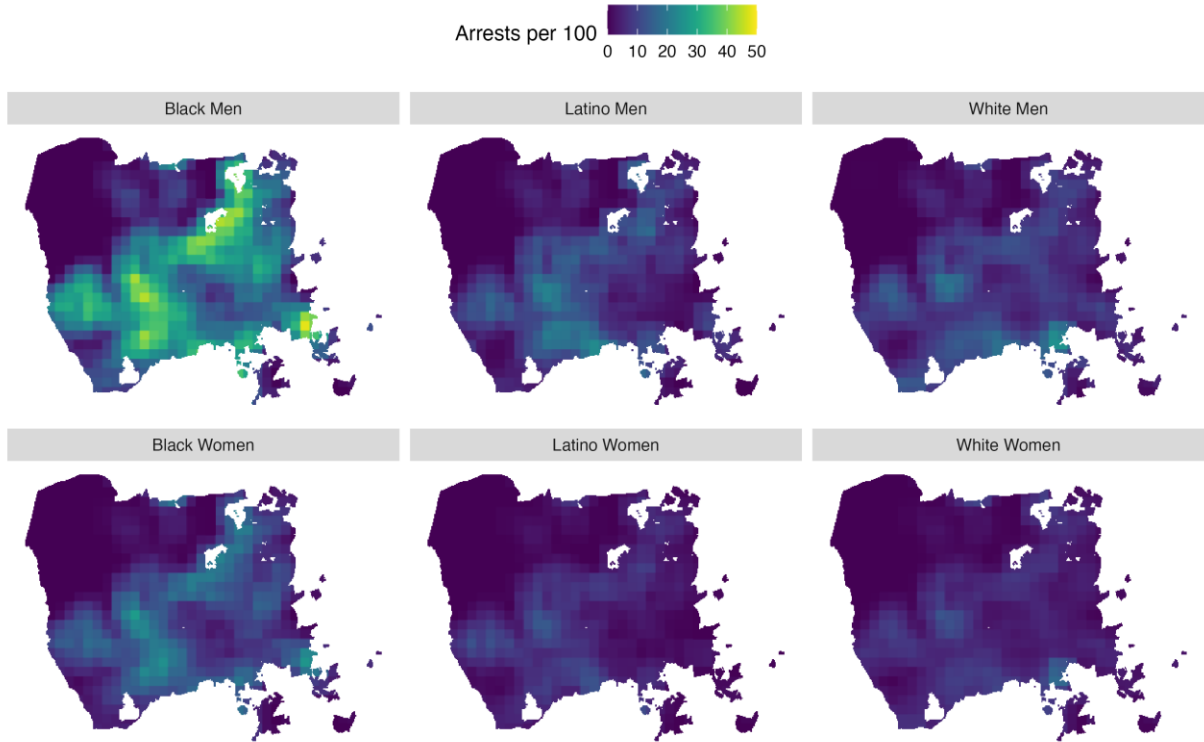 Arrests per 100
0 10 20 30 40 50
Black Men Latino Men White Men
Black Women Latino Women White Women